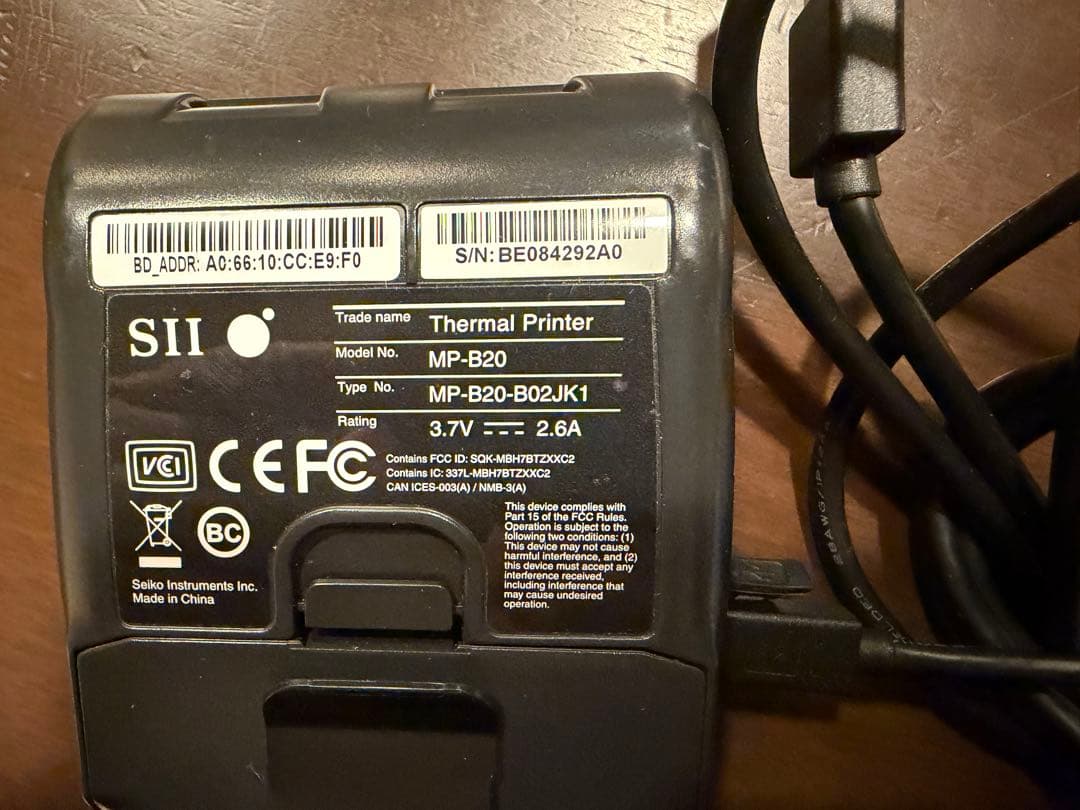 BD_ADDR: A0:66:10:CC:E9:F0
S/N: BE084292A0
SII
Trade name Thermal Printer
Model No. MP-B20
Type No. MP-B20-B02JK1
Rating 3.7V 2.6A
VCCI CE FC
Contains FCC ID: SQK-MBH7BTZXXC2
Contains IC: 337L-MBH7BTZXXC2
CAN ICES-003(A) / NMB-3(A)
BC
Seiko Instruments Inc.
Made in China
This device complies with
Part 15 of the FCC Rules.
Operation is subject to the
following two conditions: (1)
This device may not cause
harmful interference, and (2)
this device must accept any
interference received,
including interference that
may cause undesired
operation.
28AWG/1P